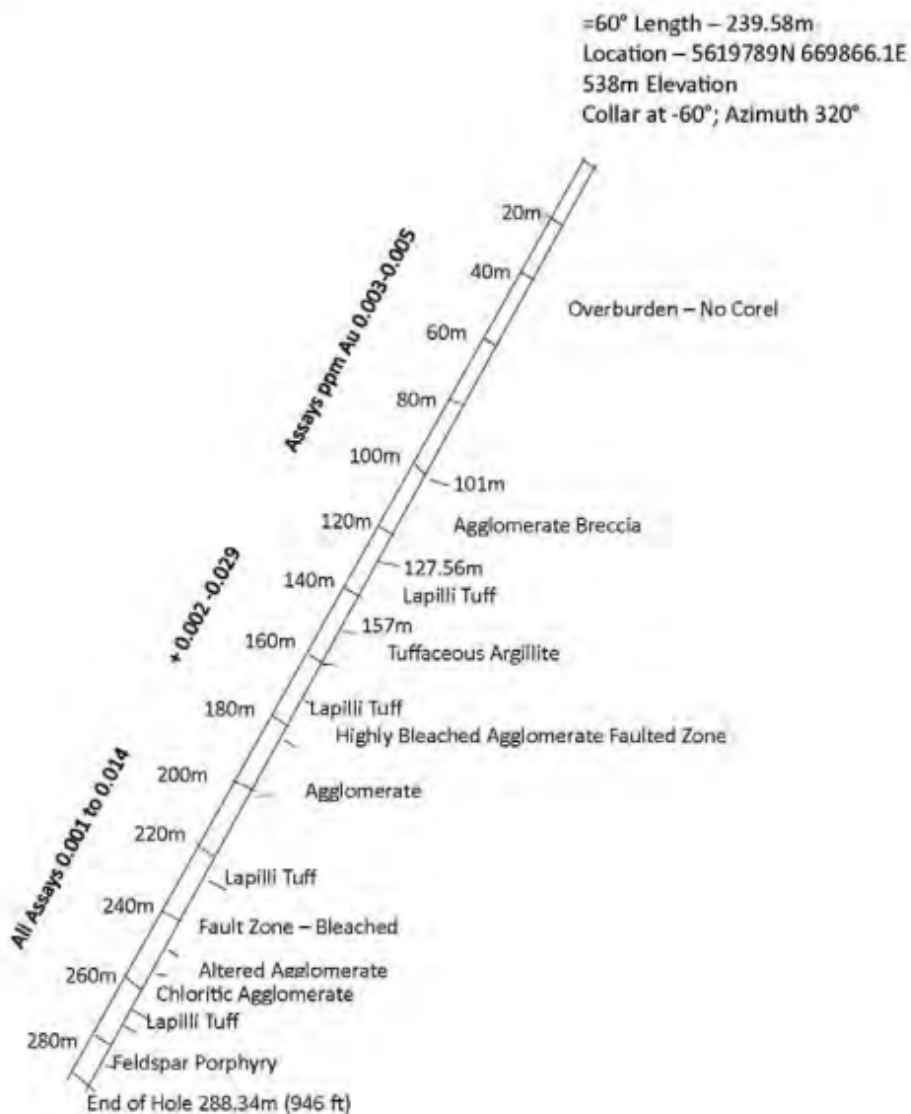 =60° Length – 239.58m
Location – 5619789N 669866.1E
538m Elevation
Collar at -60°; Azimuth 320°
20m
40m
Overburden – No Corel
60m
Assays ppm Au 0.003-0.005
80m
100m
101m
Agglomerate Breccia
120m
127.56m
140m
Lapilli Tuff
+ 0.002 -0.029
157m
160m
Tuffaceous Argillite
180m
Lapilli Tuff
Highly Bleached Agglomerate Faulted Zone
200m
Agglomerate
All Assays 0.001 to 0.014
220m
Lapilli Tuff
240m
Fault Zone – Bleached
260m
Altered Agglomerate
Chloritic Agglomerate
Lapilli Tuff
280m
Feldspar Porphyry
End of Hole 288.34m (946 ft)